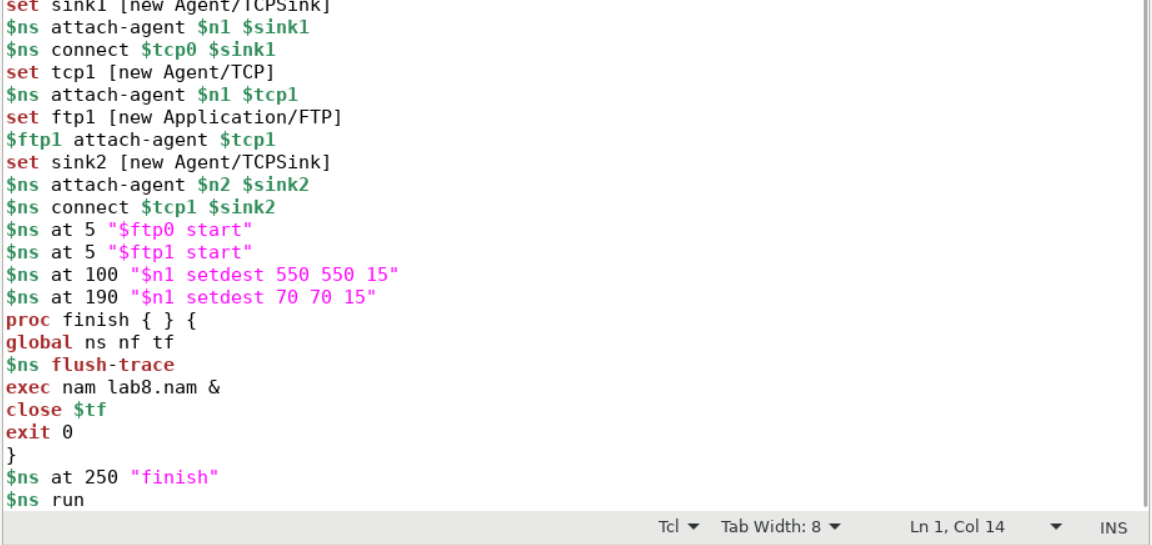 set sink1 [new Agent/TCPSink]
$ns attach-agent $n1 $sink1
$ns connect $tcp0 $sink1
set tcp1 [new Agent/TCP]
$ns attach-agent $n1 $tcp1
set ftp1 [new Application/FTP]
$ftp1 attach-agent $tcp1
set sink2 [new Agent/TCPSink]
$ns attach-agent $n2 $sink2
$ns connect $tcp1 $sink2
$ns at 5 "$ftp0 start"
$ns at 5 "$ftp1 start"
$ns at 100 "$n1 setdest 550 550 15"
$ns at 190 "$n1 setdest 70 70 15"
proc finish { } {
global ns nf tf
$ns flush-trace
exec nam lab8.nam &
close $tf
exit 0
}
$ns at 250 "finish"
$ns run
Tcl Tab Width: 8 Ln 1, Col 14 INS